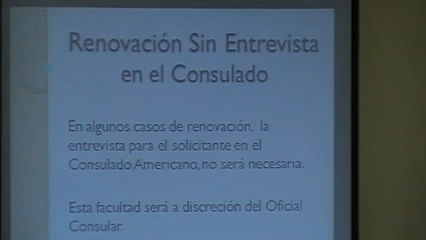 Renovación Sin Entrevista
en el Consulado
En algunos casos de renovación, la
entrevista para el solicitante en el
Consulado Americano, no será necesaria.
Esta facultad será a discreción del Oficial
Consular.